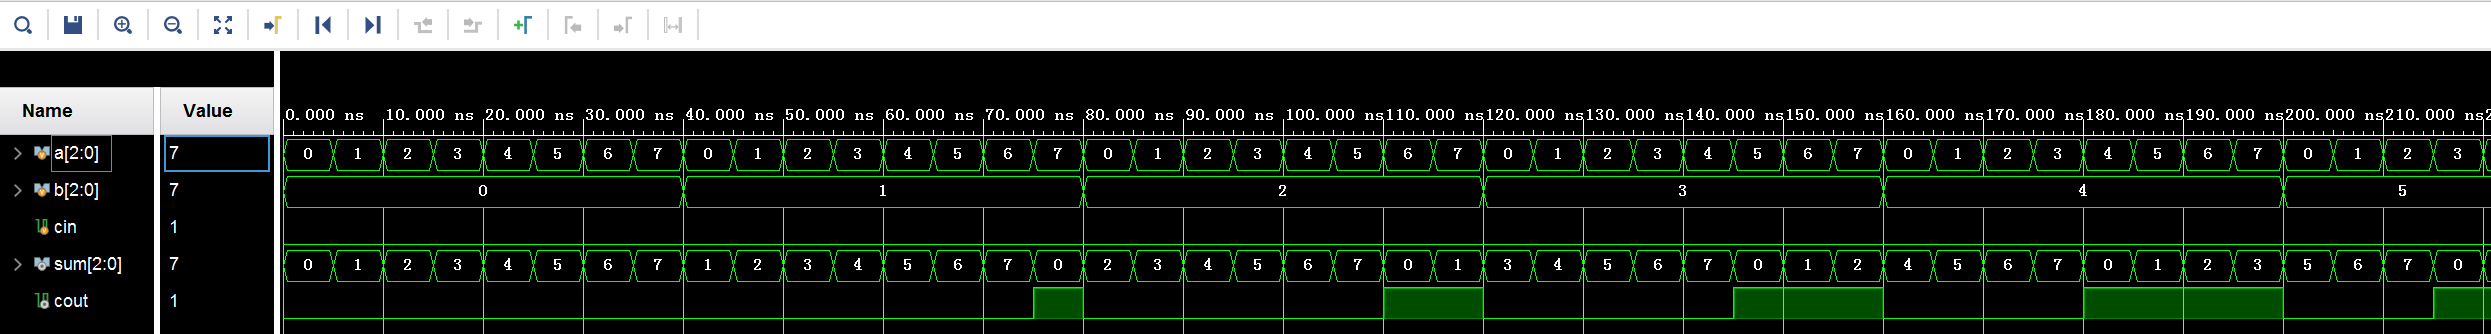 Name Value
0.000 ns 10.000 ns 20.000 ns 30.000 ns 40.000 ns 50.000 ns 60.000 ns 70.000 ns 80.000 ns 90.000 ns 100.000 ns 110.000 ns 120.000 ns 130.000 ns 140.000 ns 150.000 ns 160.000 ns 170.000 ns 180.000 ns 190.000 ns 200.000 ns 210.000 ns
a[2:0] 7 0 1 2 3 4 5 6 7 0 1 2 3 4 5 6 7 0 1 2 3 4 5 6 7 0 1 2 3 4 5 6 7 0 1 2 3 4 5 6 7 0 1 2 3
b[2:0] 7 0 1 2 3 4 5
cin 1
sum[2:0] 7 0 1 2 3 4 5 6 7 1 2 3 4 5 6 7 0 2 3 4 5 6 7 0 1 3 4 5 6 7 0 1 2 4 5 6 7 0 1 2 3 5 6 7 0
cout 1